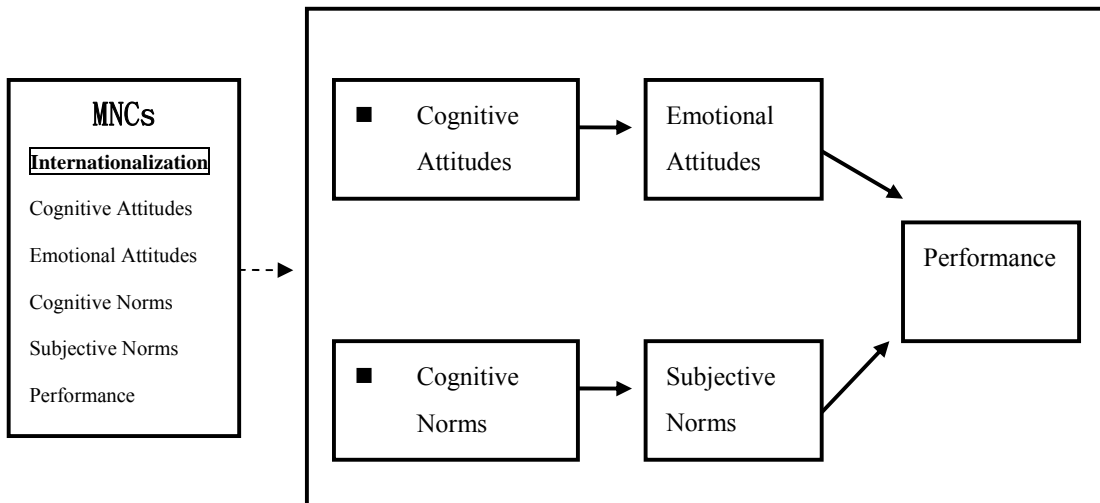 MNCs
Internationalization
Cognitive Attitudes
Emotional Attitudes
Cognitive Norms
Subjective Norms
Performance
■ Cognitive
Attitudes
Emotional
Attitudes
■ Cognitive
Norms
Subjective
Norms
Performance